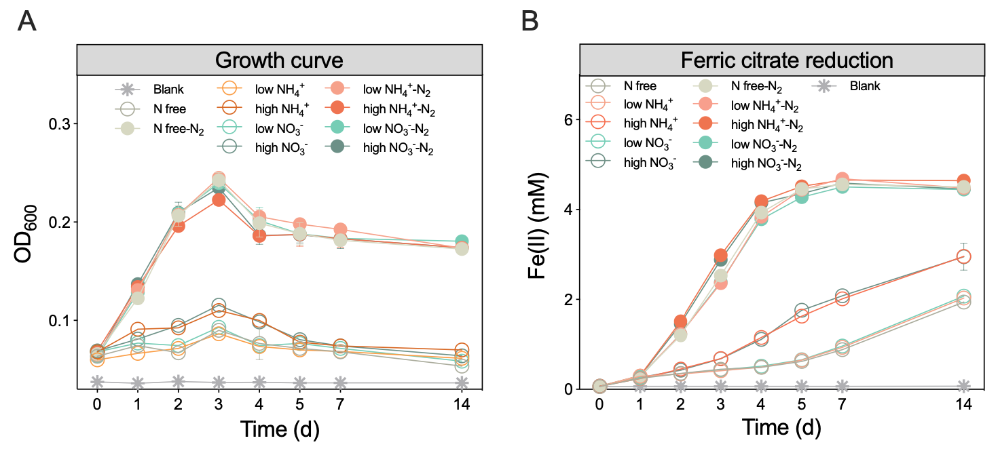 A
Growth curve
Blank
N free
N free-N₂
low NH₄⁺
high NH₄⁺
low NO₃⁻
high NO₃⁻
low NH₄⁺-N₂
high NH₄⁺-N₂
low NO₃⁻-N₂
high NO₃⁻-N₂
OD₆₀₀
0.3
0.2
0.1
0 1 2 3 4 5 7 14
Time (d)
B
Ferric citrate reduction
N free
low NH₄⁺
high NH₄⁺
low NO₃⁻
high NO₃⁻
N free-N₂
low NH₄⁺-N₂
high NH₄⁺-N₂
low NO₃⁻-N₂
high NO₃⁻-N₂
Blank
Fe(II) (mM)
6
4
2
0
0 1 2 3 4 5 7 14
Time (d)